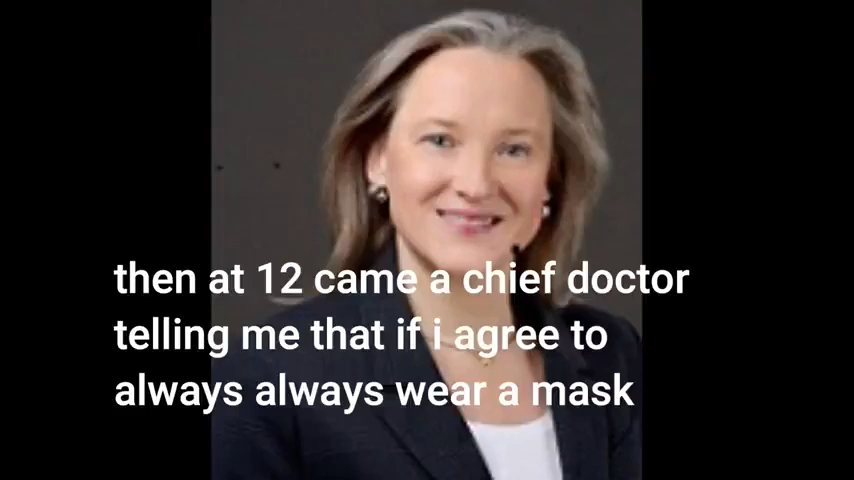 then at 12 came a chief doctor
telling me that if i agree to
always always wear a mask